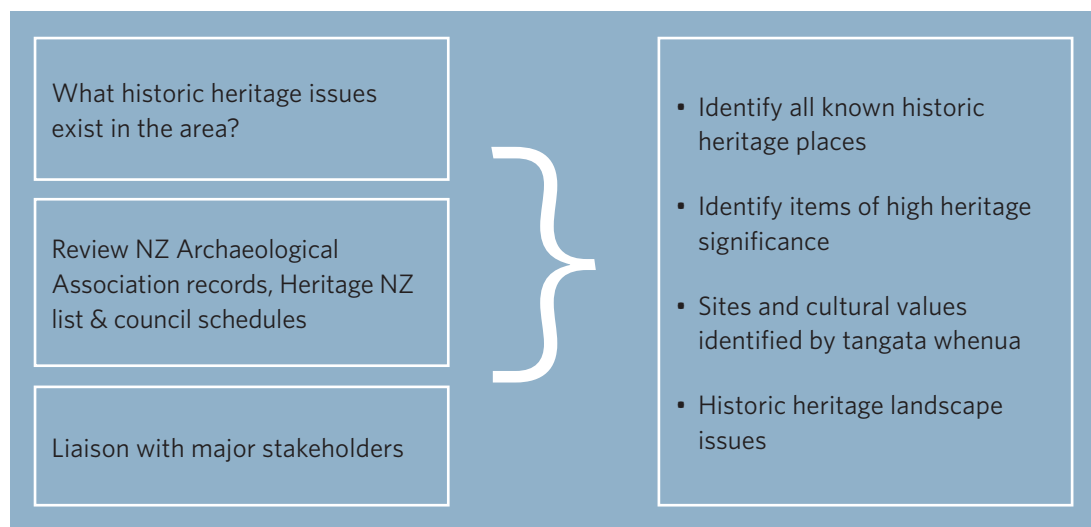 What historic heritage issues
exist in the area?
Review NZ Archaeological
Association records, Heritage NZ
list & council schedules
Liaison with major stakeholders
• Identify all known historic
heritage places
• Identify items of high heritage
significance
• Sites and cultural values
identified by tangata whenua
• Historic heritage landscape
issues